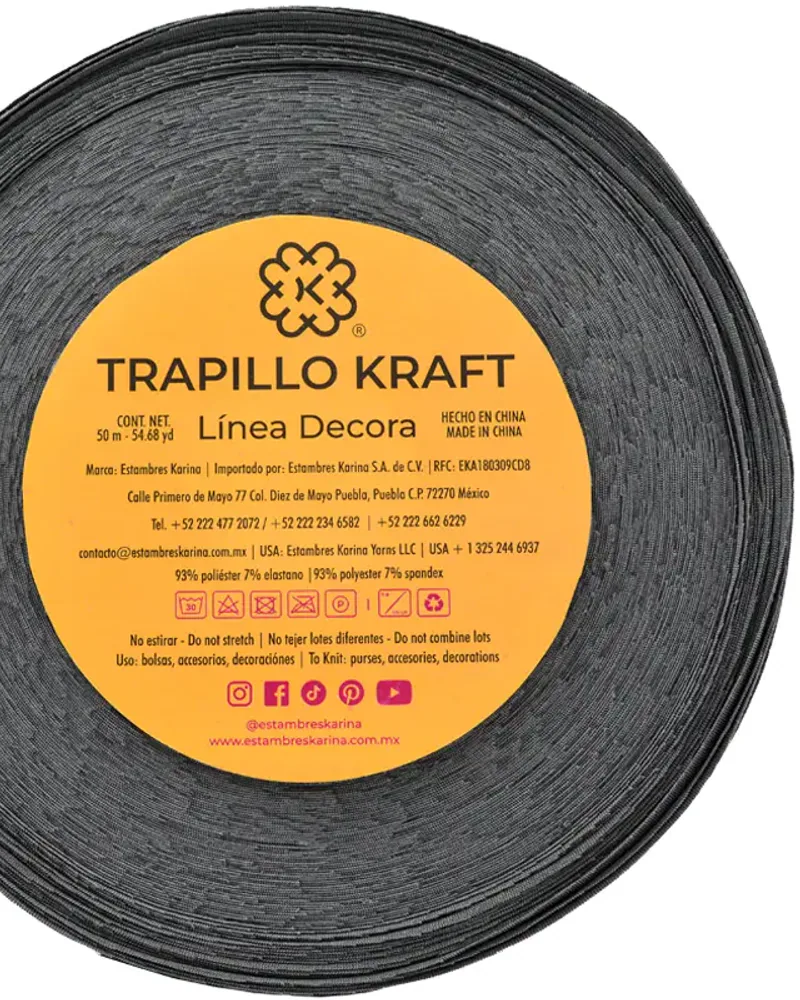 K
®
TRAPILLO KRAFT
CONT. NET.
50 m - 54.68 yd
Línea Decora
HECHO EN CHINA
MADE IN CHINA
Marca: Estambres Karina | Importado por: Estambres Karina S.A. de C.V. | RFC: EKA180309CD8
Calle Primero de Mayo 77 Col. Diez de Mayo Puebla, Puebla C.P. 72270 México
Tel. +52 222 477 2072 / +52 222 234 6582 | +52 222 662 6229
contacto@estambreskarina.com.mx | USA: Estambres Karina Yarns LLC | USA + 1 325 244 6937
93% poliéster 7% elastano | 93% polyester 7% spandex
30 P
No estirar - Do not stretch | No tejer lotes diferentes - Do not combine lots
Uso: bolsas, accesorios, decoraciónes | To Knit: purses, accesories, decorations
@estambreskarina
www.estambreskarina.com.mx